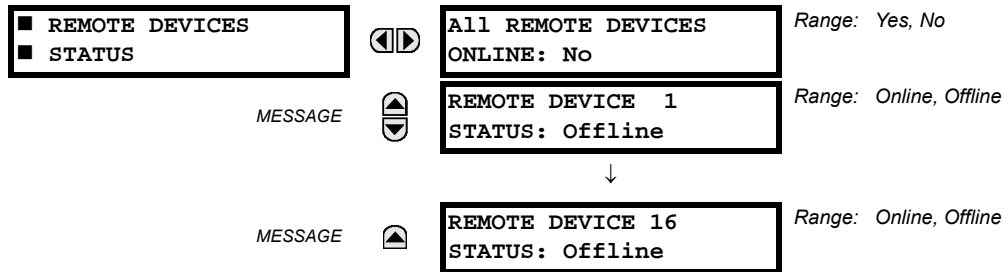 ■ REMOTE DEVICES
■ STATUS
All REMOTE DEVICES
ONLINE: No
Range: Yes, No
MESSAGE
REMOTE DEVICE 1
STATUS: Offline
Range: Online, Offline
↓
MESSAGE
REMOTE DEVICE 16
STATUS: Offline
Range: Online, Offline